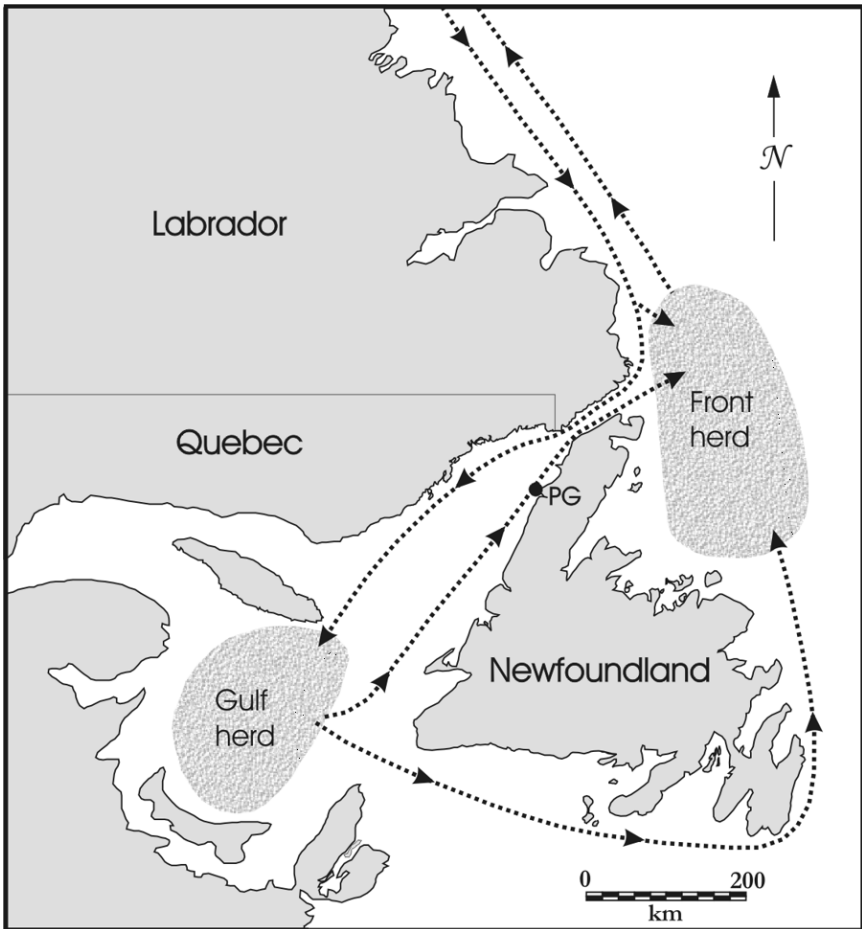 N
Labrador
Front
herd
Quebec
PG
Newfoundland
Gulf
herd
0 200
km